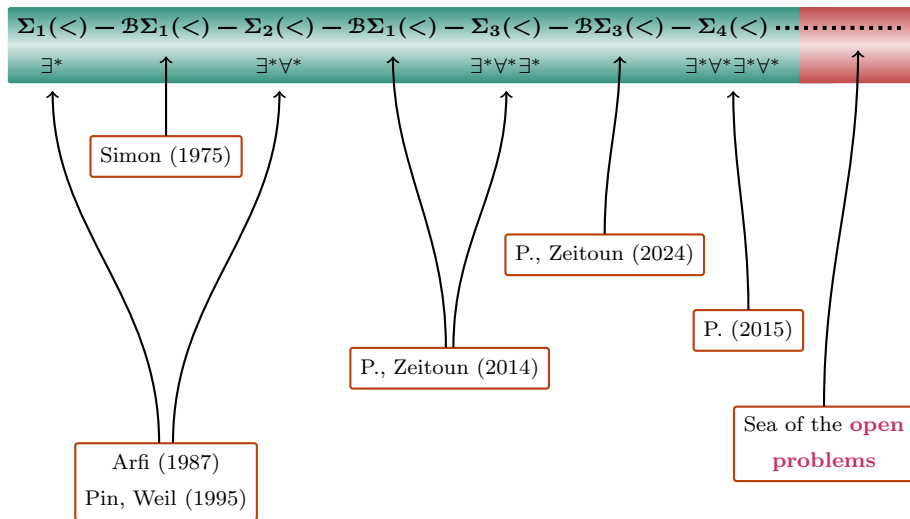 Σ₁(<) − ℬΣ₁(<) − Σ₂(<) − ℬΣ₁(<) − Σ₃(<) − ℬΣ₃(<) − Σ₄(<) ··················
∃* ∃*∀* ∃*∀*∃* ∃*∀*∃*∀*
Simon (1975)
P., Zeitoun (2024)
P. (2015)
P., Zeitoun (2014)
Sea of the open
problems
Arfi (1987)
Pin, Weil (1995)